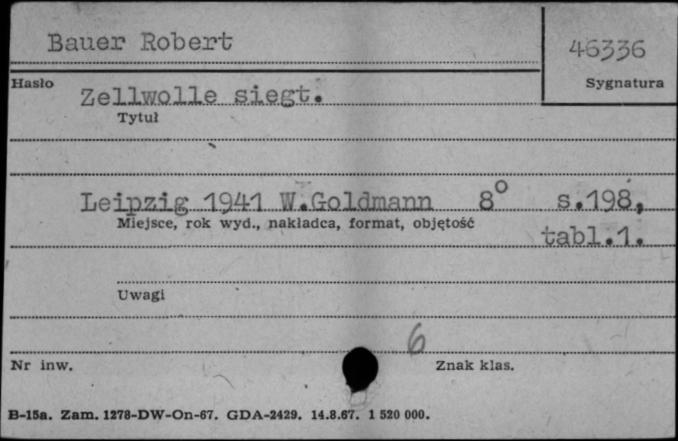 Bauer Robert
46336
Hasło
Sygnatura
Zellwolle siegt.
Tytuł
Leipzig 1941 W.Goldmann 8° s.198,
Miejsce, rok wyd., nakładca, format, objętość
tabl.1.
Uwagi
6
Nr inw.
Znak klas.
B-15a. Zam. 1278-DW-On-67. GDA-2429. 14.8.67. 1 520 000.